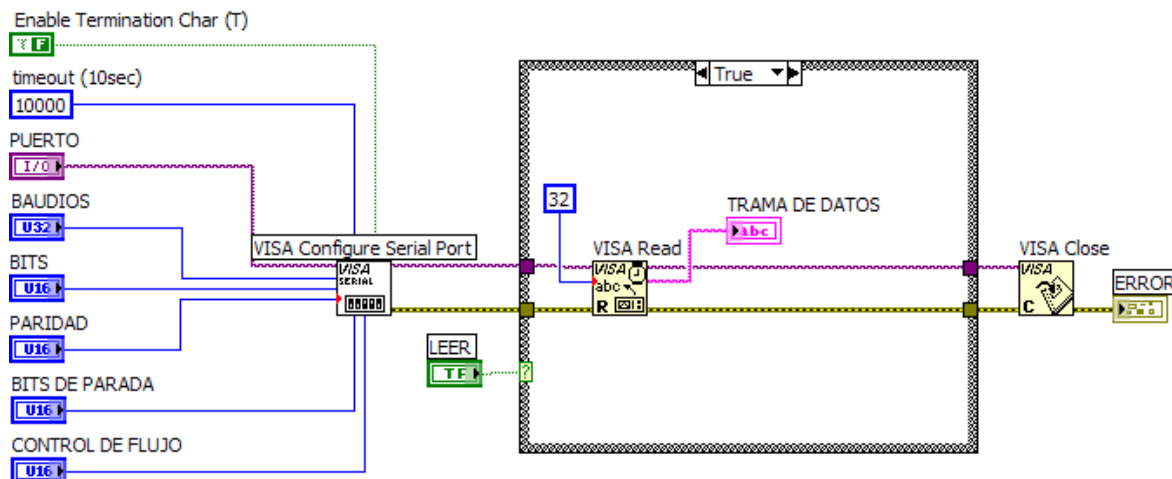 Enable Termination Char (T)
F
timeout (10sec)
10000
PUERTO
I/O
BAUDIOS
U32
BITS
U16
PARIDAD
U16
BITS DE PARADA
U16
CONTROL DE FLUJO
U16
VISA Configure Serial Port
VISA
SERIAL
LEER
TF
True
?
32
VISA Read
VISA
abc
R
TRAMA DE DATOS
abc
VISA Close
VISA
C
ERROR